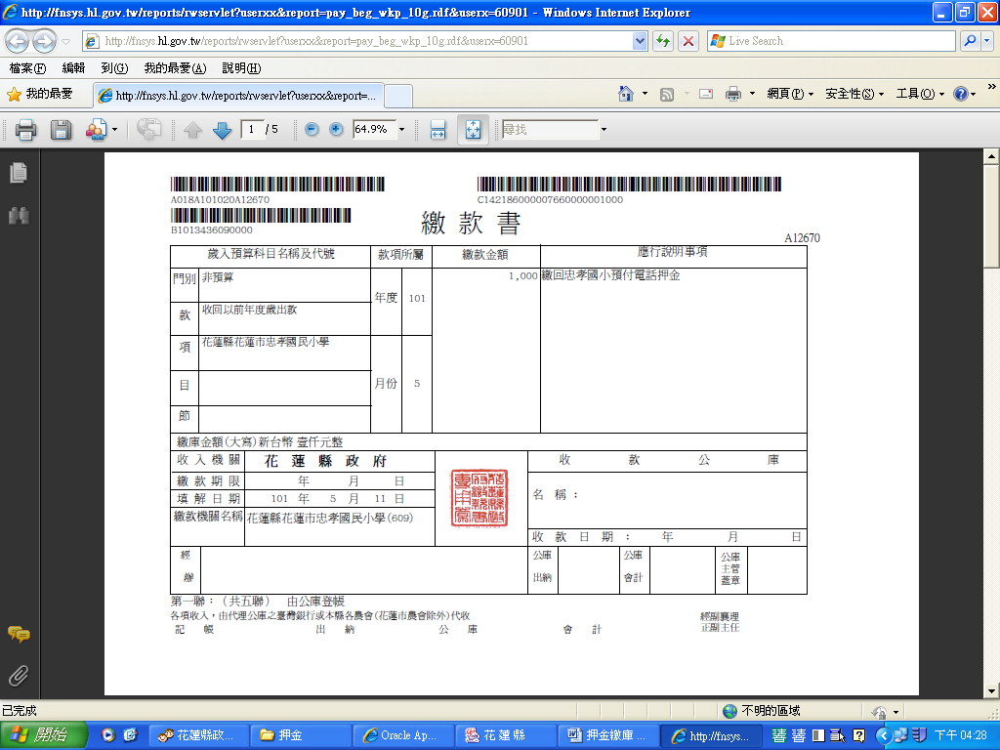 http://fnsys.hl.gov.tw/reports/rwservlet?userxx&report=pay_beg_wkp_10g.rdf&userx=60901 - Windows Internet Explorer
http://fnsys.hl.gov.tw/reports/rwservlet?userxx&report=pay_beg_wkp_10g.rdf&userx=60901
Live Search
檔案(F) 編輯 到(G) 我的最愛(A) 說明(H)
我的最愛
http://fnsys.hl.gov.tw/reports/rwservlet?userxx&report=...
網頁(P) 安全性(S) 工具(O)
1 / 5 64.9% 尋找
A018A101020A12670
C142186000007660000001000
B1013436090000
繳款書
A12670
歲入預算科目名稱及代號 款項所屬 繳款金額 應行說明事項
門別 非預算 年度 101 1,000 繳回忠孝國小預付電話押金
款 收回以前年度歲出款
項 花蓮縣花蓮市忠孝國民小學
目 月份 5
節
繳庫金額(大寫)新台幣 壹仟元整
收入機關 花蓮縣政府 收款公庫
繳款期限 年 月 日
名稱：
填解日期 101 年 5 月 11 日
繳款機關名稱 花蓮縣花蓮市忠孝國民小學(609)
收款日期： 年 月 日
經辦 公庫出納 公庫會計 公庫主管蓋章
第一聯：（共五聯） 由公庫登帳
各項收入，由代理公庫之臺灣銀行或本縣各農會(花蓮市農會除外)代收
經副襄理
正副主任
記帳 出納 公庫 會計
已完成 不明的區域
開始 花蓮縣政... 押金 Oracle Ap... 花 蓮 縣 押金繳庫 ... http://fnsys... 下午 04:28